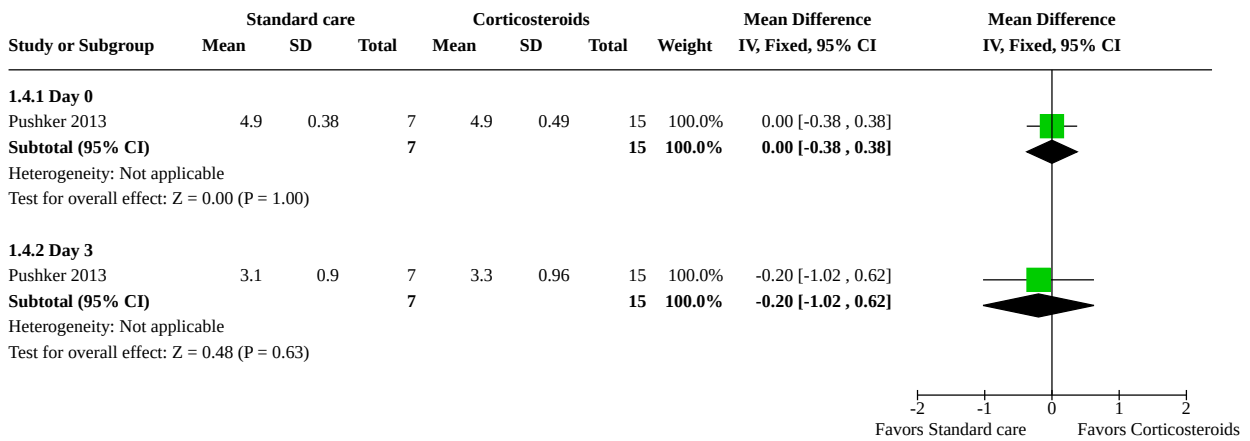 Standard care Corticosteroids Mean Difference Mean Difference
Study or Subgroup Mean SD Total Mean SD Total Weight IV, Fixed, 95% CI IV, Fixed, 95% CI
1.4.1 Day 0
Pushker 2013 4.9 0.38 7 4.9 0.49 15 100.0% 0.00 [-0.38 , 0.38]
Subtotal (95% CI) 7 15 100.0% 0.00 [-0.38 , 0.38]
Heterogeneity: Not applicable
Test for overall effect: Z = 0.00 (P = 1.00)
1.4.2 Day 3
Pushker 2013 3.1 0.9 7 3.3 0.96 15 100.0% -0.20 [-1.02 , 0.62]
Subtotal (95% CI) 7 15 100.0% -0.20 [-1.02 , 0.62]
Heterogeneity: Not applicable
Test for overall effect: Z = 0.48 (P = 0.63)
-2 -1 0 1 2
Favors Standard care Favors Corticosteroids